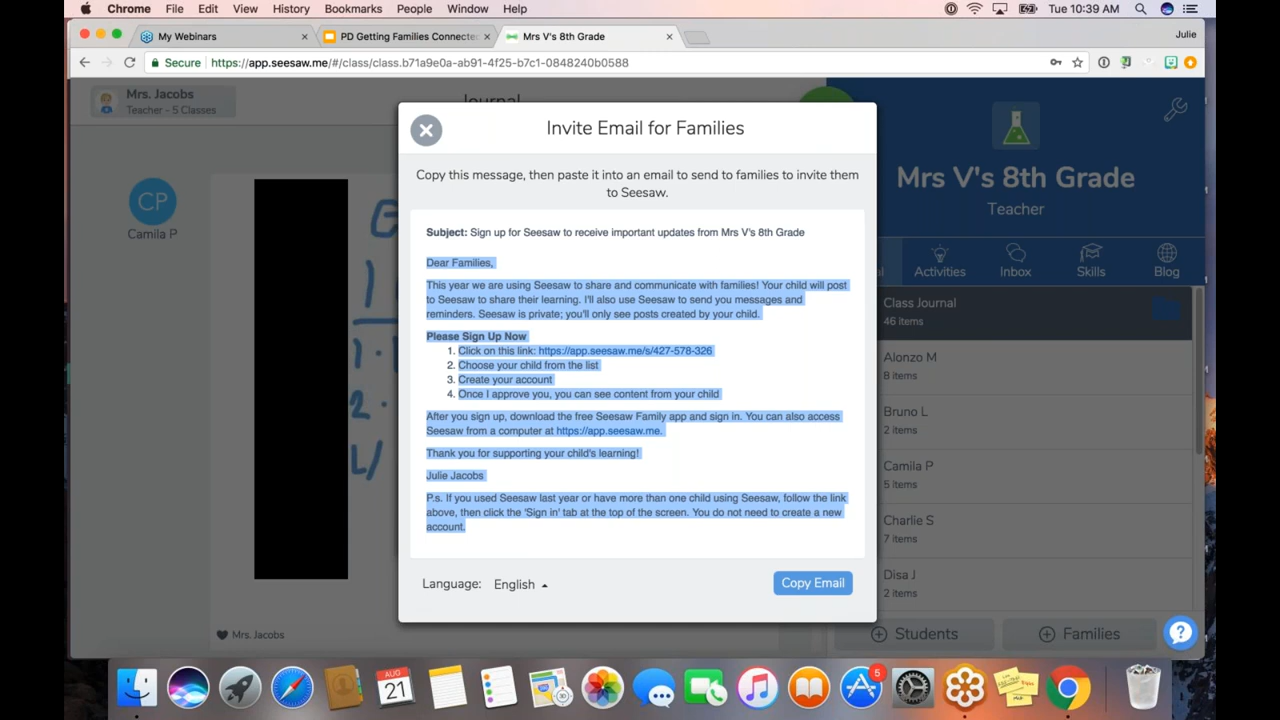 Chrome File Edit View History Bookmarks People Window Help Tue 10:39 AM
My Webinars PD Getting Families Connecte Mrs V's 8th Grade Julie
Secure https://app.seesaw.me/#/class/class.b71a9e0a-ab91-4f25-b7c1-0848240b0588
Mrs. Jacobs
Teacher - 5 Classes
Journal
CP
Camila P
1
1.
2.
Mrs. Jacobs
Invite Email for Families
Copy this message, then paste it into an email to send to families to invite them
to Seesaw.
Subject: Sign up for Seesaw to receive important updates from Mrs V's 8th Grade
Dear Families,
This year we are using Seesaw to share and communicate with families! Your child will post
to Seesaw to share their learning. I'll also use Seesaw to send you messages and
reminders. Seesaw is private; you'll only see posts created by your child.
Please Sign Up Now
1. Click on this link: https://app.seesaw.me/s/427-578-326
2. Choose your child from the list
3. Create your account
4. Once I approve you, you can see content from your child
After you sign up, download the free Seesaw Family app and sign in. You can also access
Seesaw from a computer at https://app.seesaw.me.
Thank you for supporting your child's learning!
Julie Jacobs
P.s. If you used Seesaw last year or have more than one child using Seesaw, follow the link
above, then click the 'Sign in' tab at the top of the screen. You do not need to create a new
account.
Language: English
Copy Email
Mrs V's 8th Grade
Teacher
al Activities Inbox Skills Blog
Class Journal
46 items
Alonzo M
8 items
Bruno L
2 items
Camila P
5 items
Charlie S
7 items
Disa J
2 items
Students Families ?
AUG
21
5